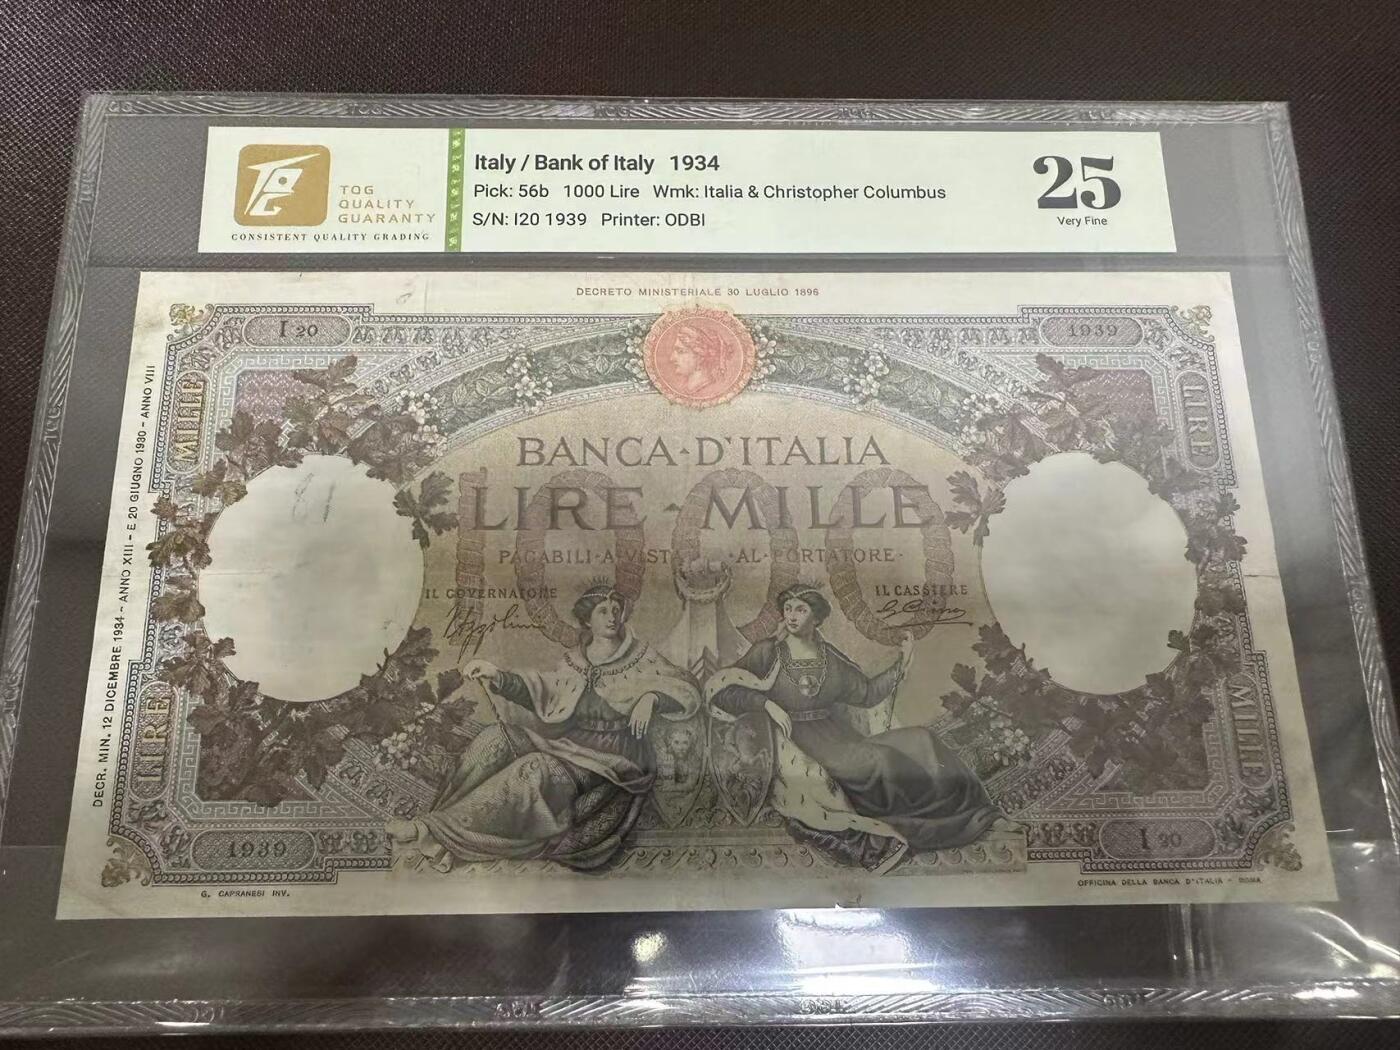 TQG
QUALITY
GUARANTY
CONSISTENT QUALITY GRADING
Italy / Bank of Italy 1934
Pick: 56b 1000 Lire Wmk: Italia & Christopher Columbus
S/N: I20 1939 Printer: ODBI
25
Very Fine
DECRETO MINISTERIALE 30 LUGLIO 1896
I 20
1939
MILLE
LIRE
DECR. MIN. 12 DICEMBRE 1934 - ANNO XIII - E 20 GIUGNO 1930 - ANNO VIII
BANCA D'ITALIA
LIRE - MILLE
1000
PAGABILI A VISTA AL PORTATORE
IL GOVERNATORE
IL CASSIERE
LIRE
MILLE
1939
I 20
G. CAPRANESI INV.
OFFICINA DELLA BANCA D'ITALIA - ROMA